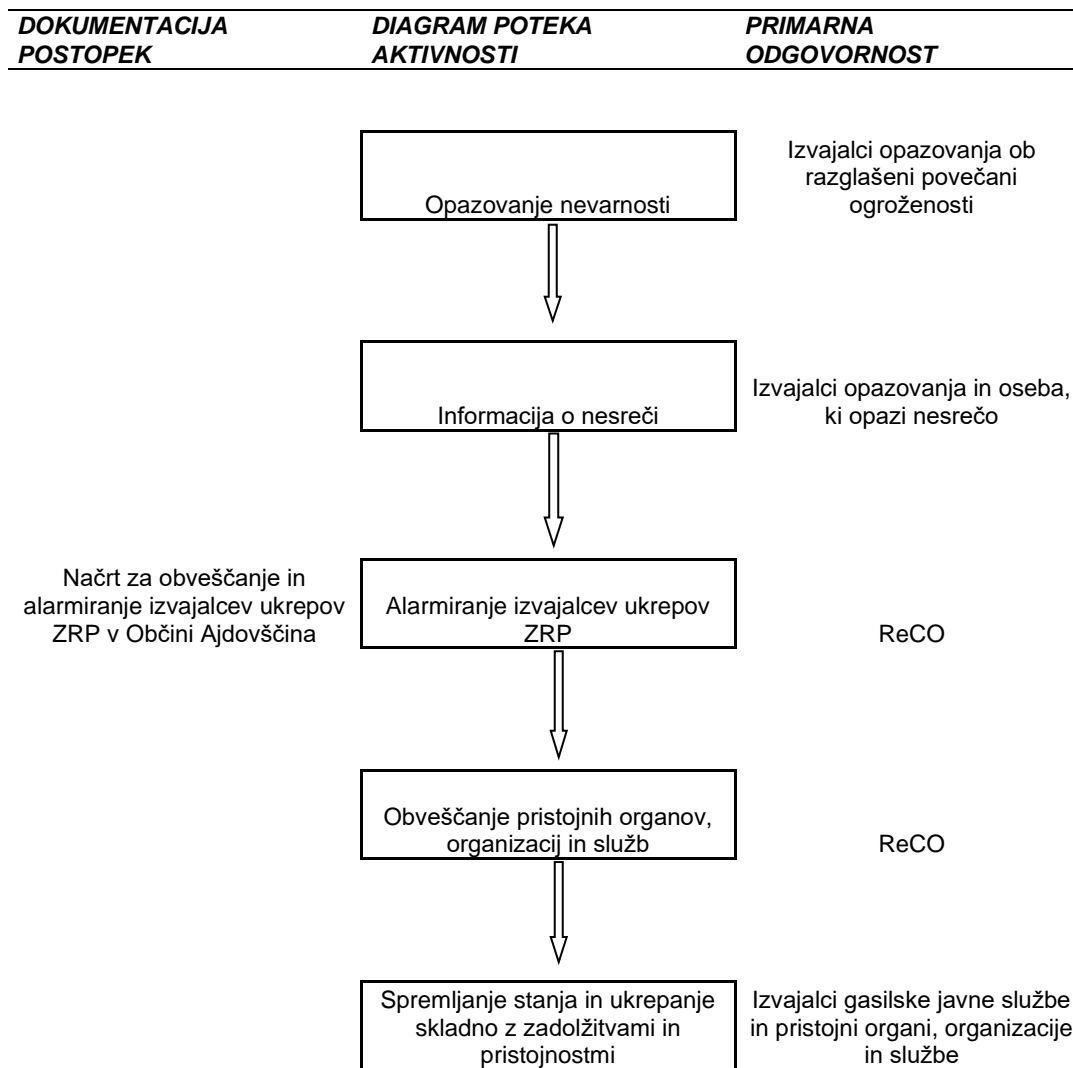 DOKUMENTACIJA
POSTOPEK
DIAGRAM POTEKA
AKTIVNOSTI
PRIMARNA
ODGOVORNOST
Opazovanje nevarnosti
Izvajalci opazovanja ob
razglašeni povečani
ogroženosti
Informacija o nesreči
Izvajalci opazovanja in oseba,
ki opazi nesrečo
Načrt za obveščanje in
alarmiranje izvajalcev ukrepov
ZRP v Občini Ajdovščina
Alarmiranje izvajalcev ukrepov
ZRP
ReCO
Obveščanje pristojnih organov,
organizacij in služb
ReCO
Spremljanje stanja in ukrepanje
skladno z zadolžitvami in
pristojnostmi
Izvajalci gasilske javne službe
in pristojni organi, organizacije
in službe